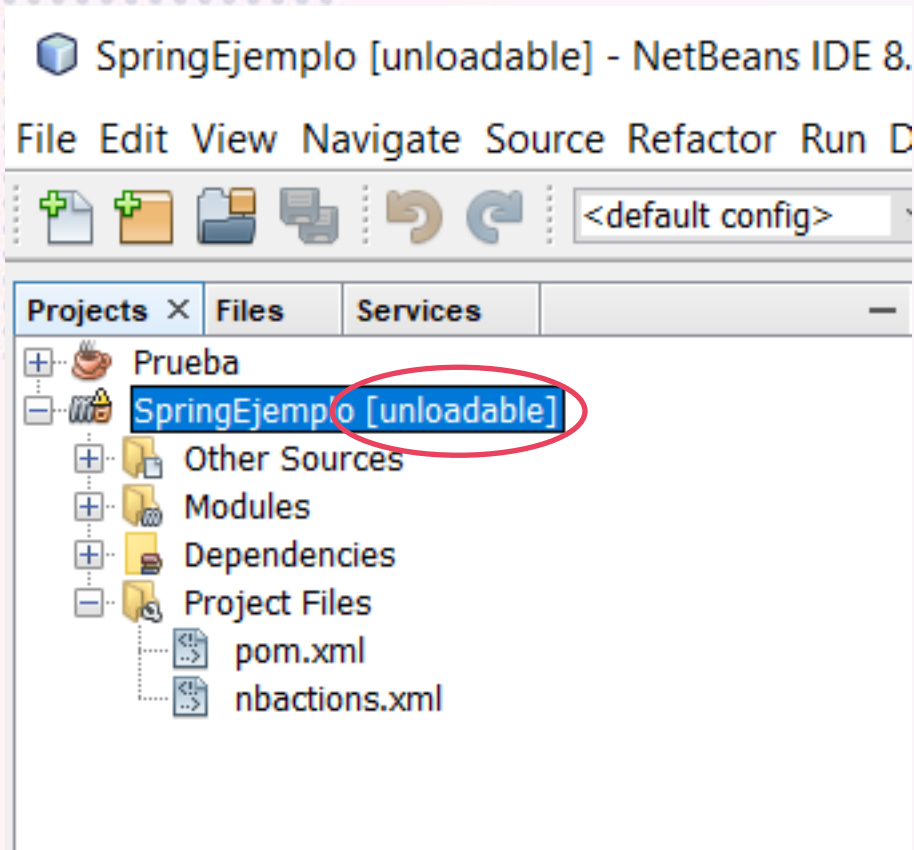 SpringEjemplo [unloadable] - NetBeans IDE 8.
File Edit View Navigate Source Refactor Run D
<default config>
Projects Files Services
Prueba
SpringEjemplo [unloadable]
Other Sources
Modules
Dependencies
Project Files
pom.xml
nbactions.xml